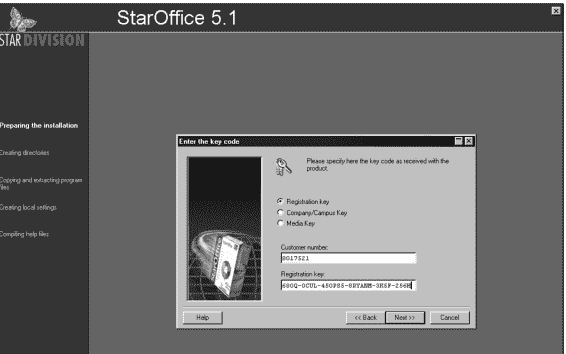 StarOffice 5.1
STAR DIVISION
Preparing the installation
Creating directories
Copying and extracting program
files
Creating local settings
Compiling help files
Enter the key code
Please specify here the key code as received with the
product.
Registration key
Company/Campus Key
Media Key
Customer number:
8017521
Registration key:
Help
<< Back
Next >>
Cancel